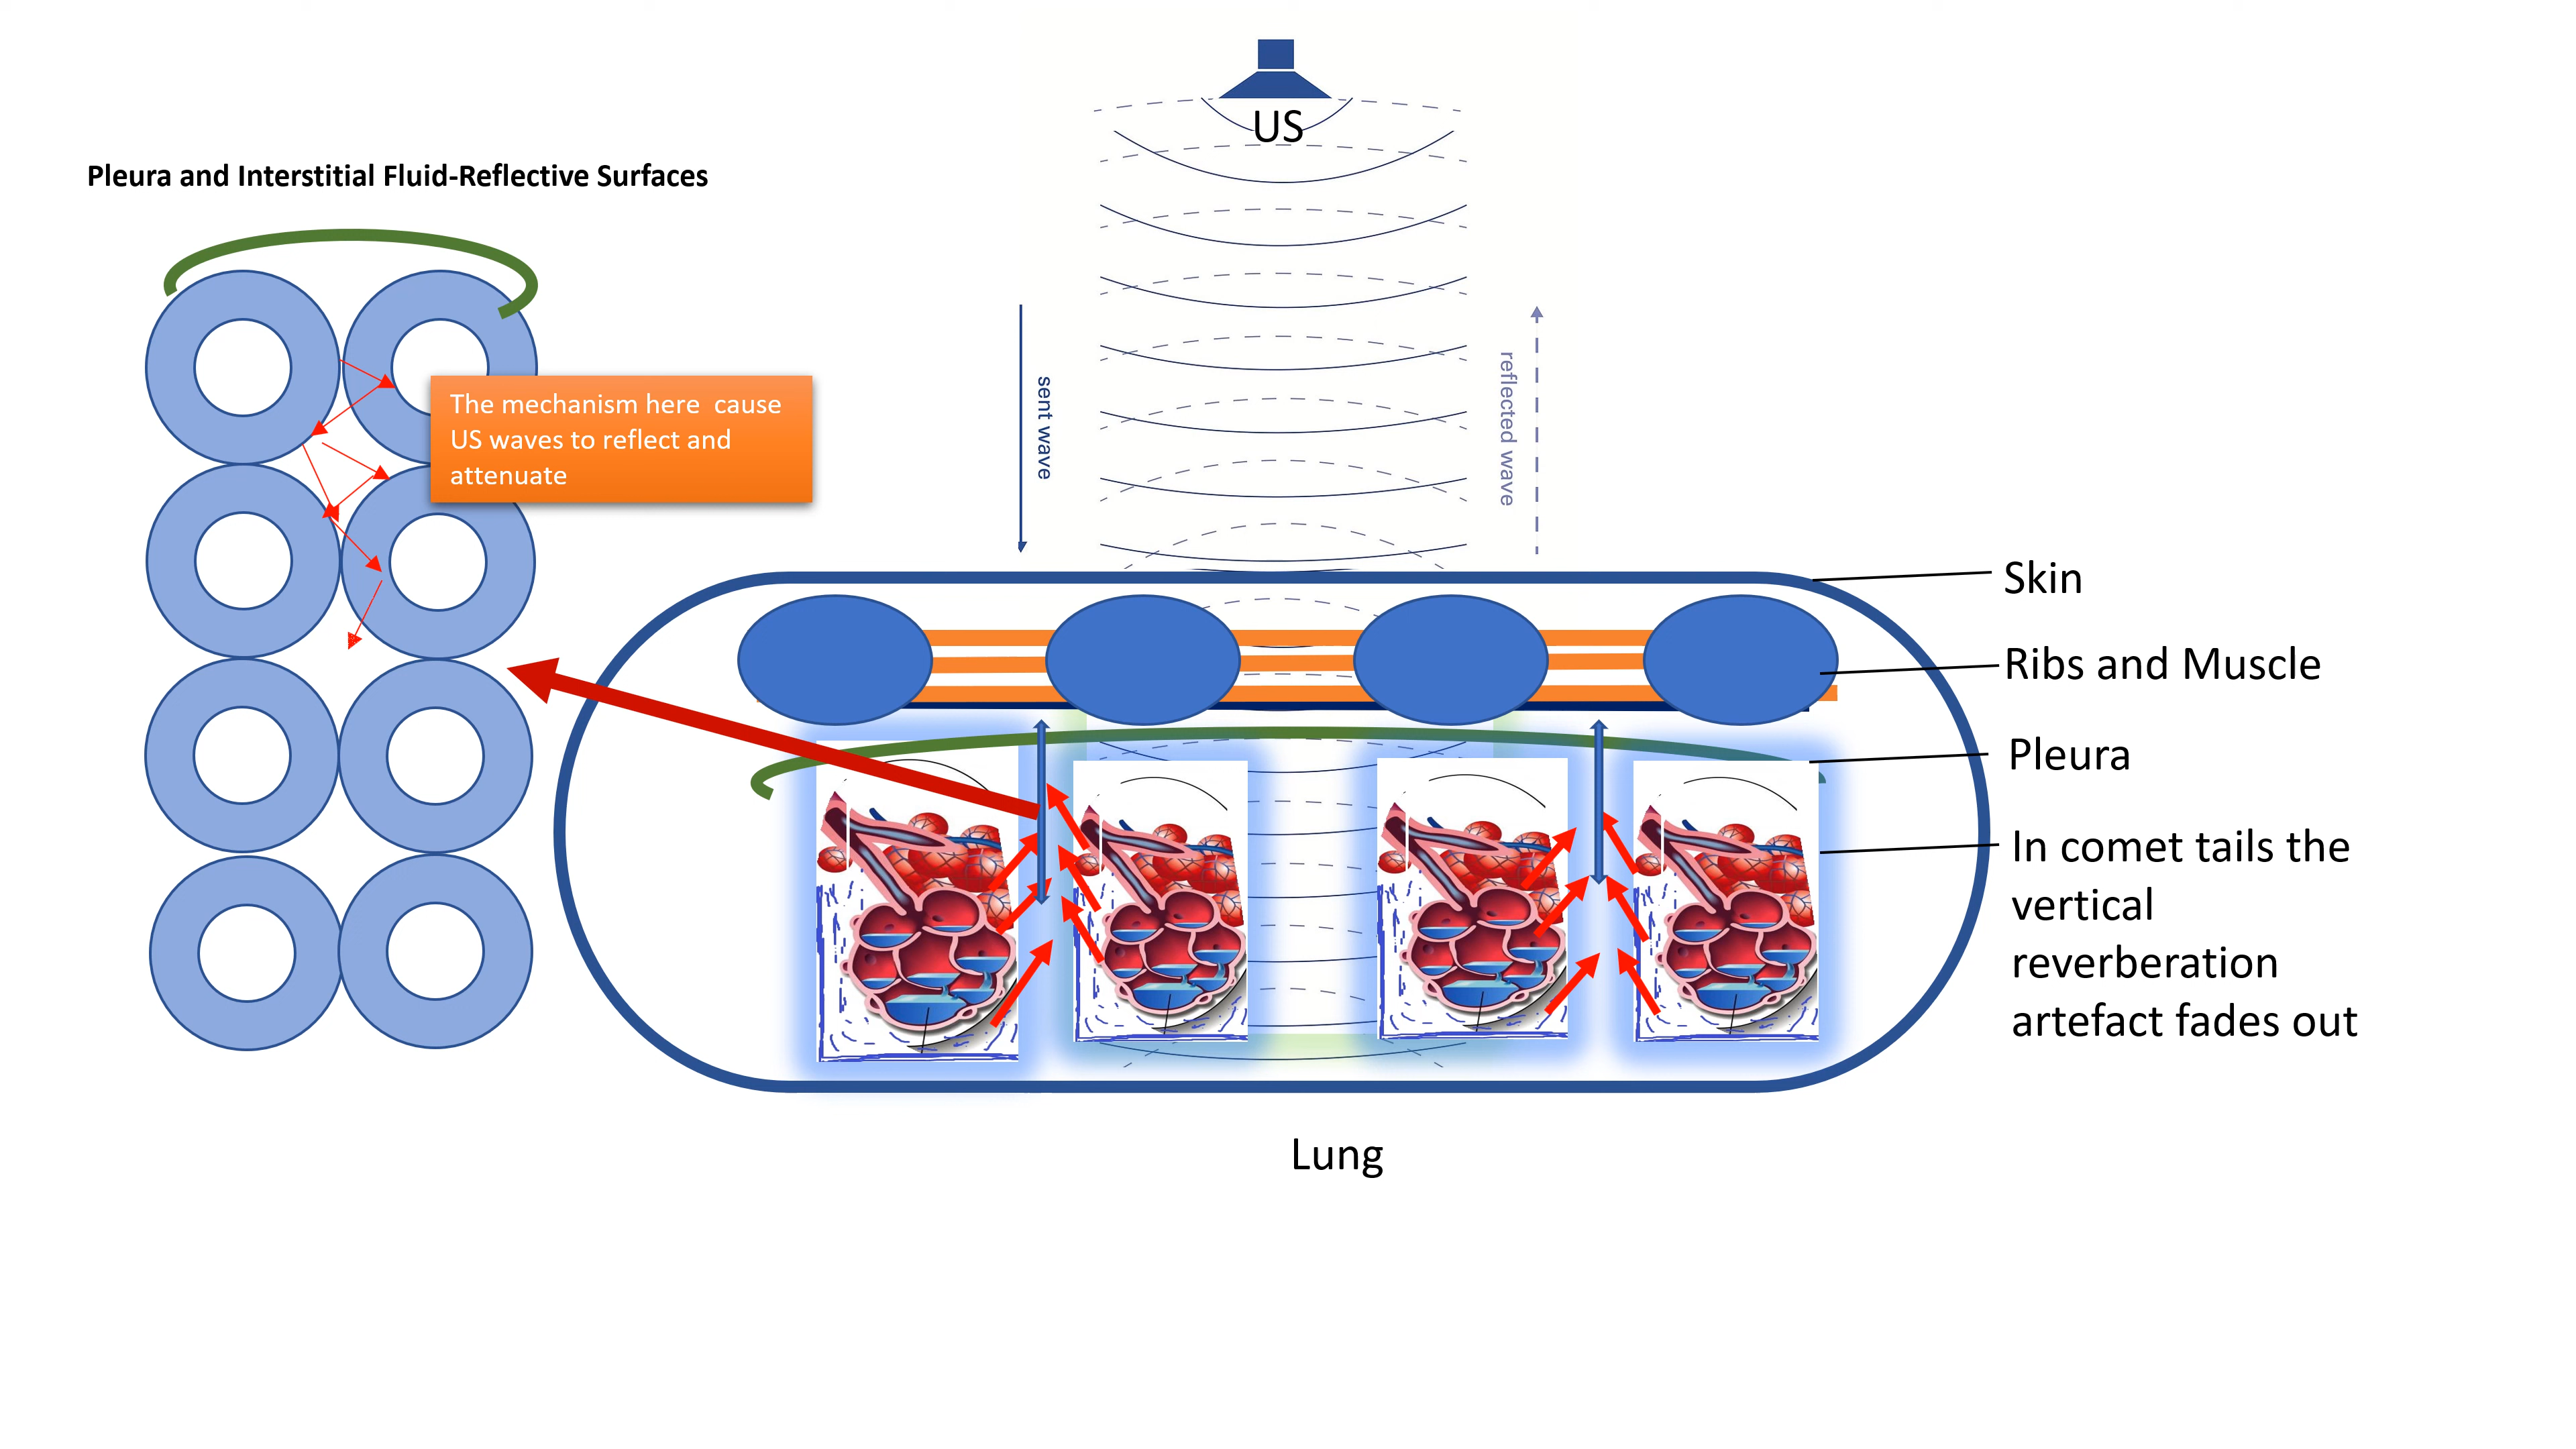 US
Pleura and Interstitial Fluid-Reflective Surfaces
The mechanism here  cause
US waves to reflect and
attenuate
sent wave
reflected wave
Skin
Ribs and Muscle
Pleura
In comet tails the
vertical
reverberation
artefact fades out
Lung